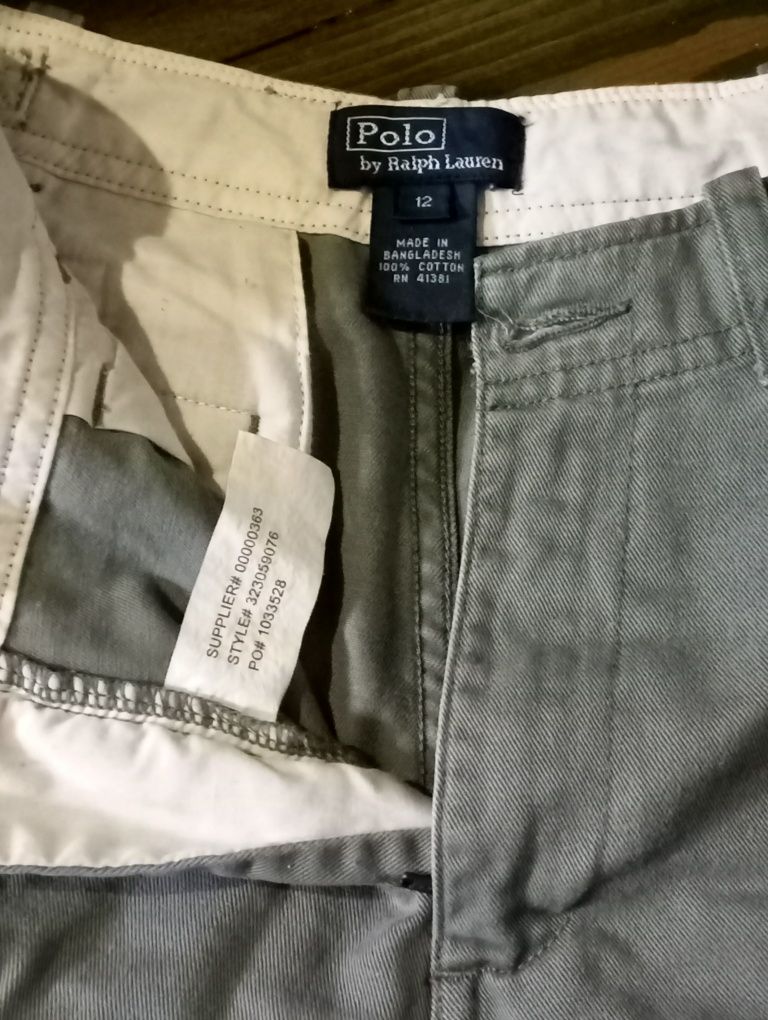 Polo
by Ralph Lauren
12
MADE IN
BANGLADESH
100% COTTON
RN 41381
SUPPLIER# 00000363
STYLE# 323059076
PO# 1033528